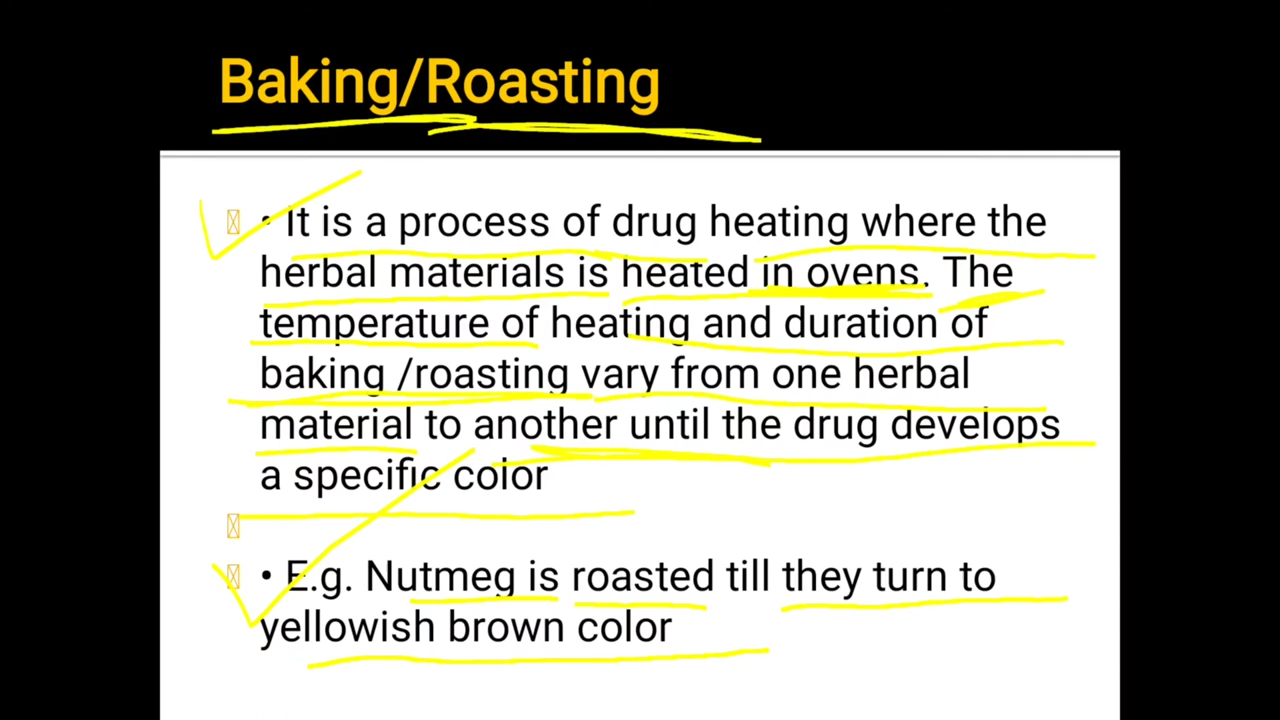 Baking/Roasting
• It is a process of drug heating where the
herbal materials is heated in ovens. The
temperature of heating and duration of
baking /roasting vary from one herbal
material to another until the drug develops
a specific color
• E.g. Nutmeg is roasted till they turn to
yellowish brown color